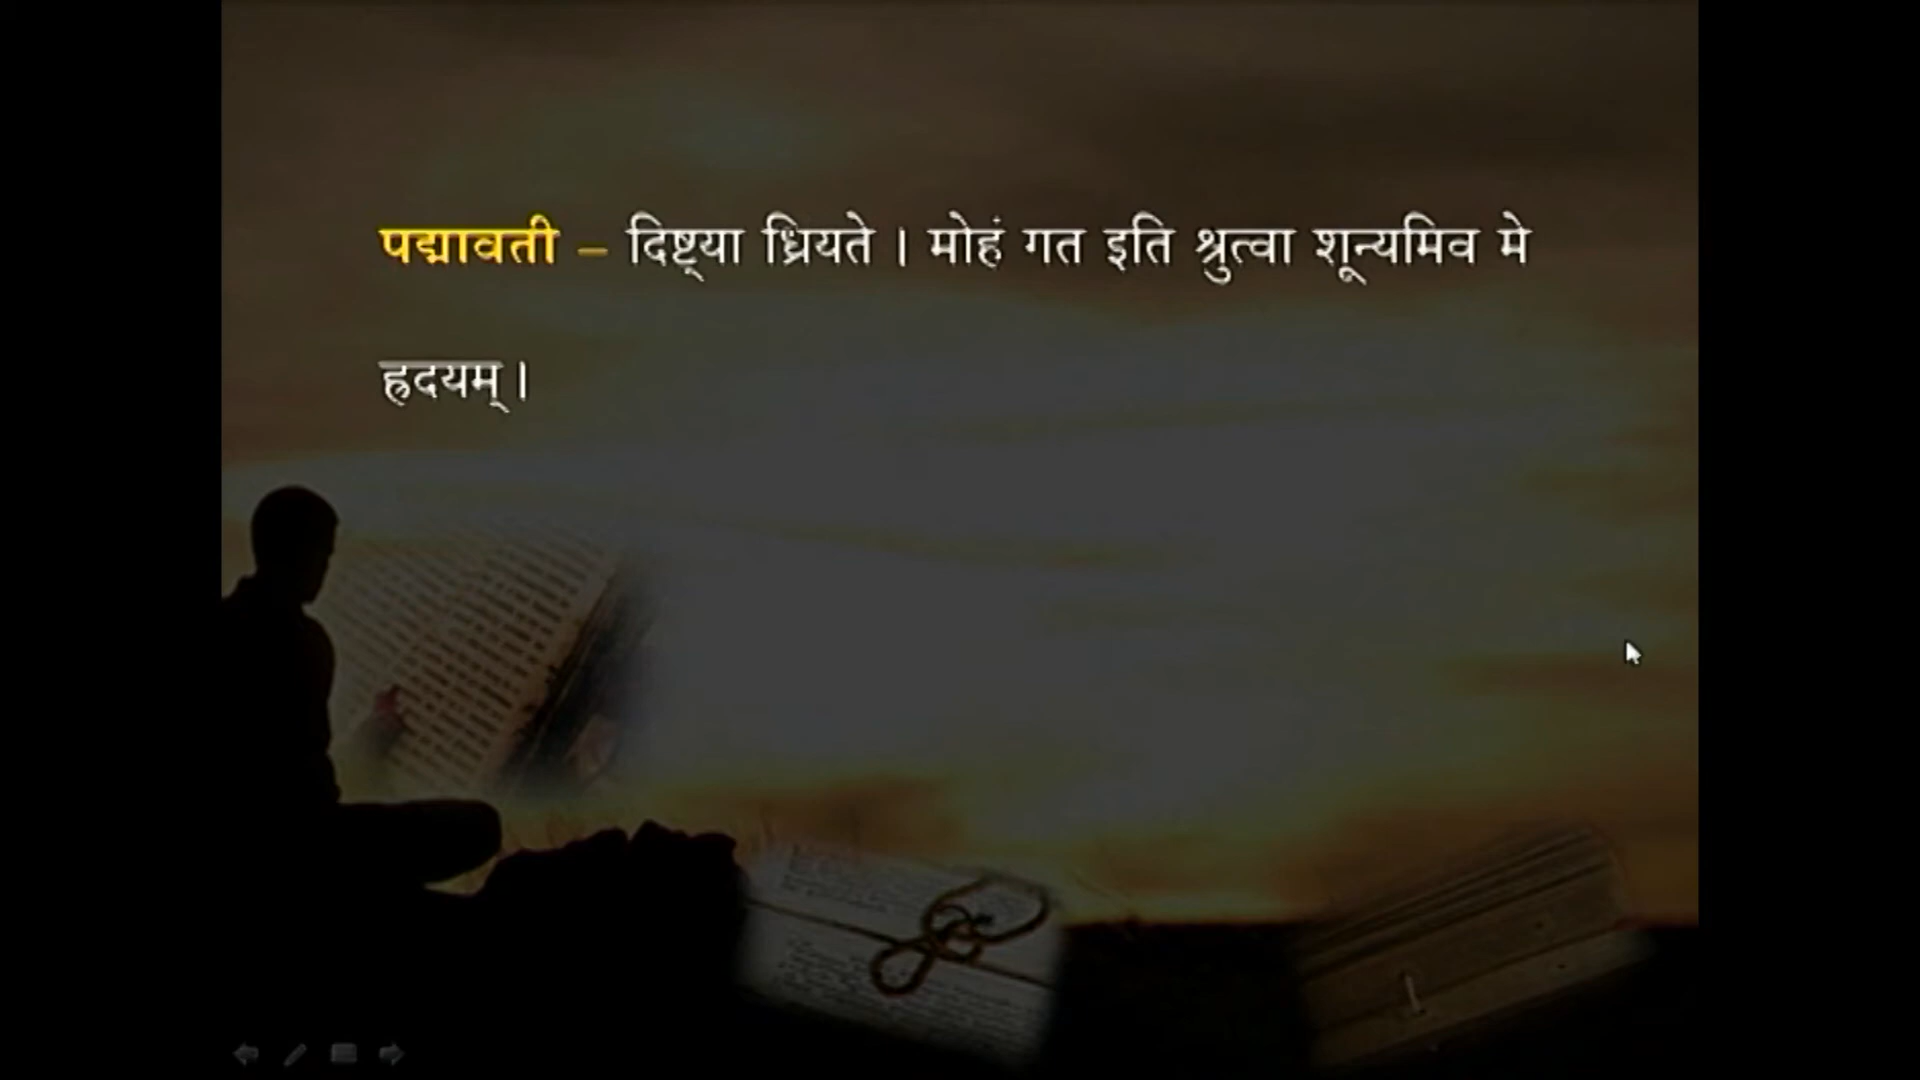 पद्मावती – दिष्ट्या ध्रियते । मोहं गत इति श्रुत्वा शून्यमिव मे
हृदयम् ।